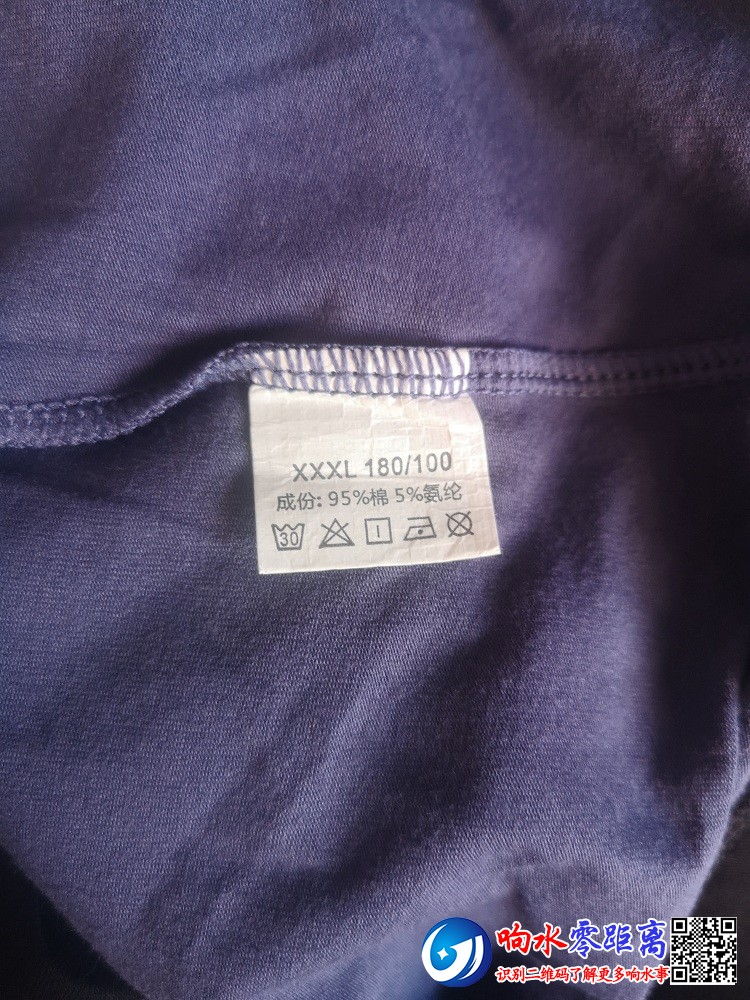 XXXL 180/100
成份: 95%棉 5%氨纶
30
响水零距离
识别二维码了解更多响水事